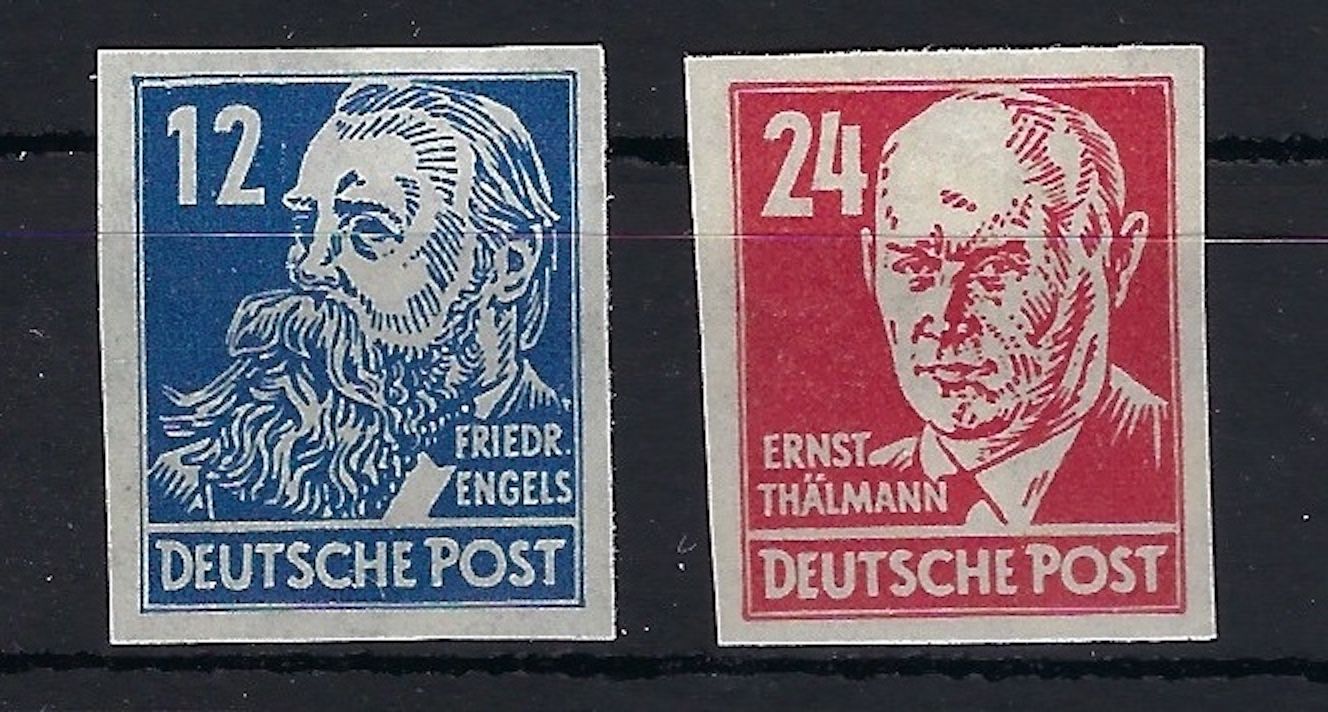 12
FRIEDR.
ENGELS
DEUTSCHE POST
24
ERNST
THÄLMANN
DEUTSCHE POST